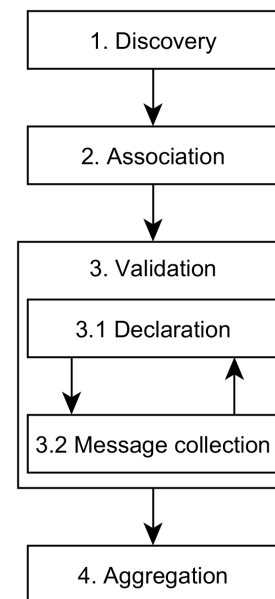 1. Discovery
2. Association
3. Validation
3.1 Declaration
3.2 Message collection
4. Aggregation